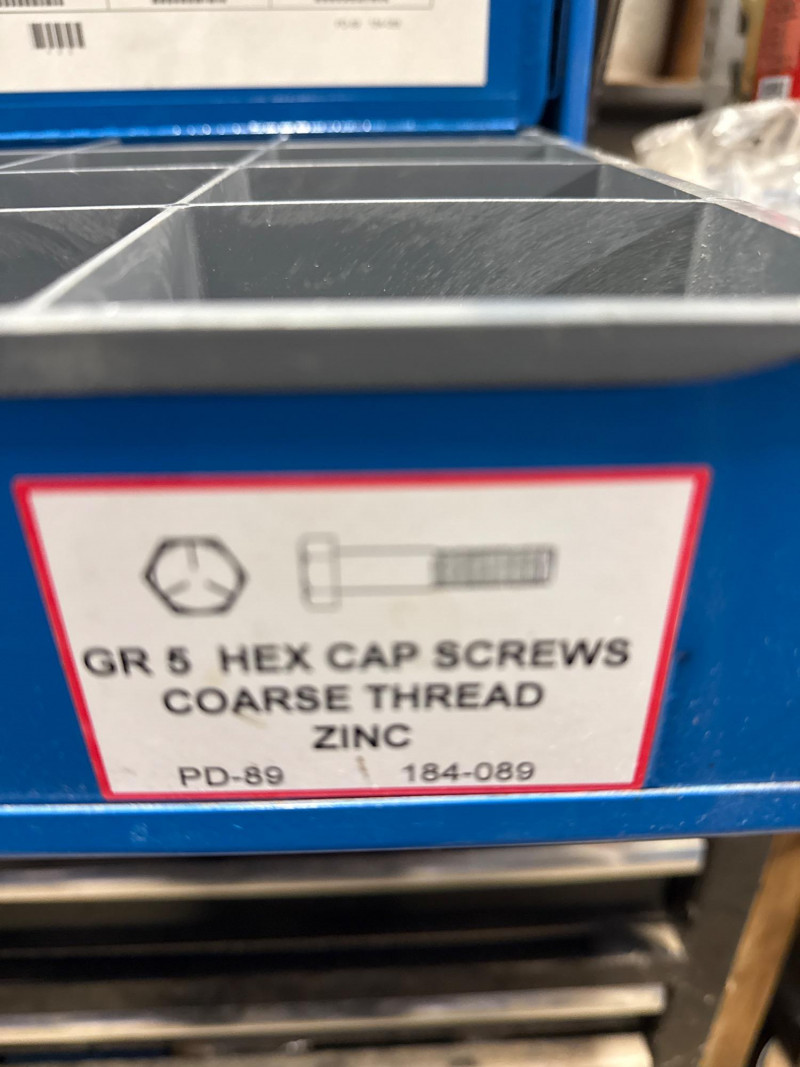 GR 5 HEX CAP SCREWS
COARSE THREAD
ZINC
PD-89 184-089